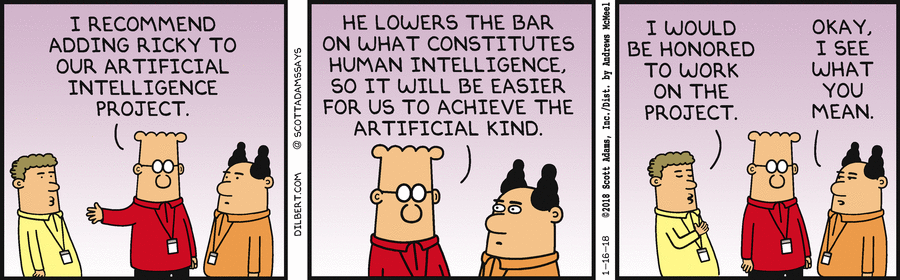 I RECOMMEND
ADDING RICKY TO
OUR ARTIFICIAL
INTELLIGENCE
PROJECT.
DILBERT.COM @SCOTTADAMSSAYS
HE LOWERS THE BAR
ON WHAT CONSTITUTES
HUMAN INTELLIGENCE,
SO IT WILL BE EASIER
FOR US TO ACHIEVE THE
ARTIFICIAL KIND.
1-16-18 ©2018 Scott Adams, Inc./Dist. by Andrews McMeel
I WOULD
BE HONORED
TO WORK
ON THE
PROJECT.
OKAY,
I SEE
WHAT
YOU
MEAN.